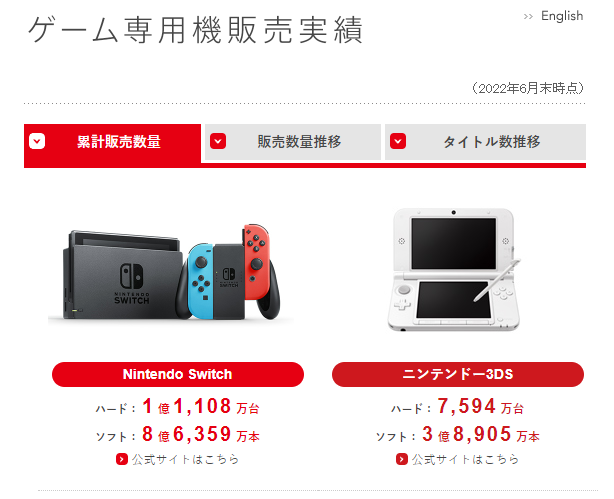 English
ゲーム専用機販売実績
（2022年6月末時点）
累計販売数量 販売数量推移 タイトル数推移
NINTENDO
SWITCH
Nintendo Switch ニンテンドー3DS
ハード： 1億1,108万台 ハード： 7,594万台
ソフト： 8億6,359万本 ソフト： 3億8,905万本
公式サイトはこちら 公式サイトはこちら